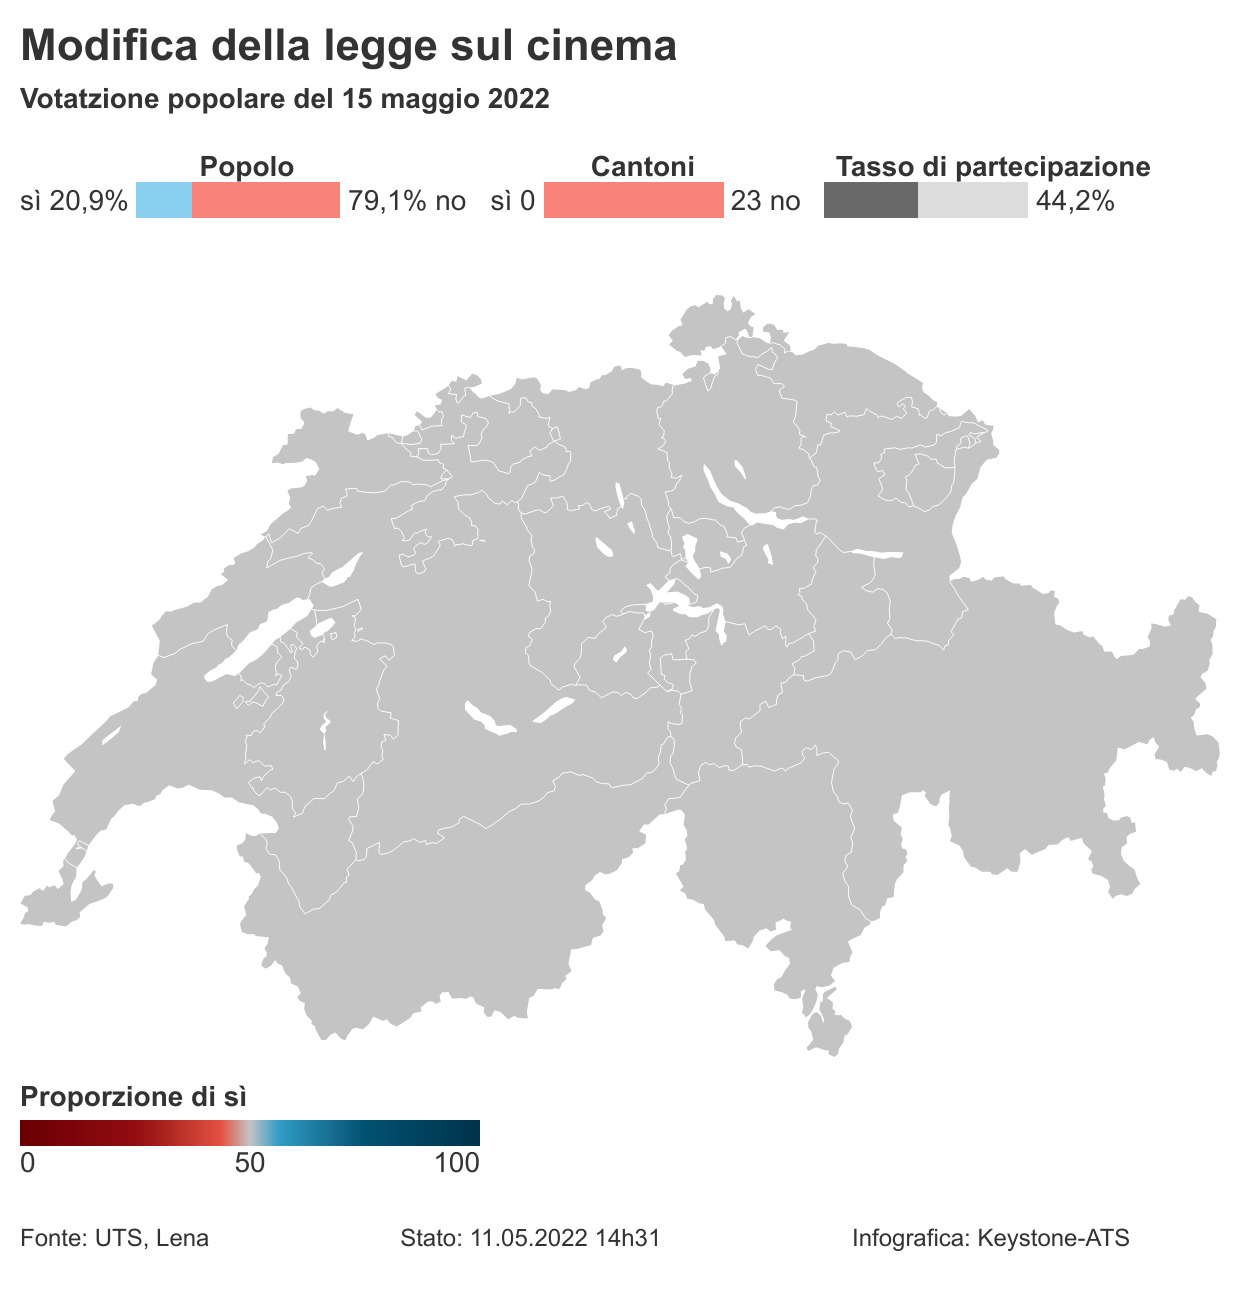 Modifica della legge sul cinema
Votatzione popolare del 15 maggio 2022
Popolo
sì 20,9% 79,1% no
Cantoni
sì 0 23 no
Tasso di partecipazione
44,2%
Proporzione di sì
0 50 100
Fonte: UTS, Lena
Stato: 11.05.2022 14h31
Infografica: Keystone-ATS